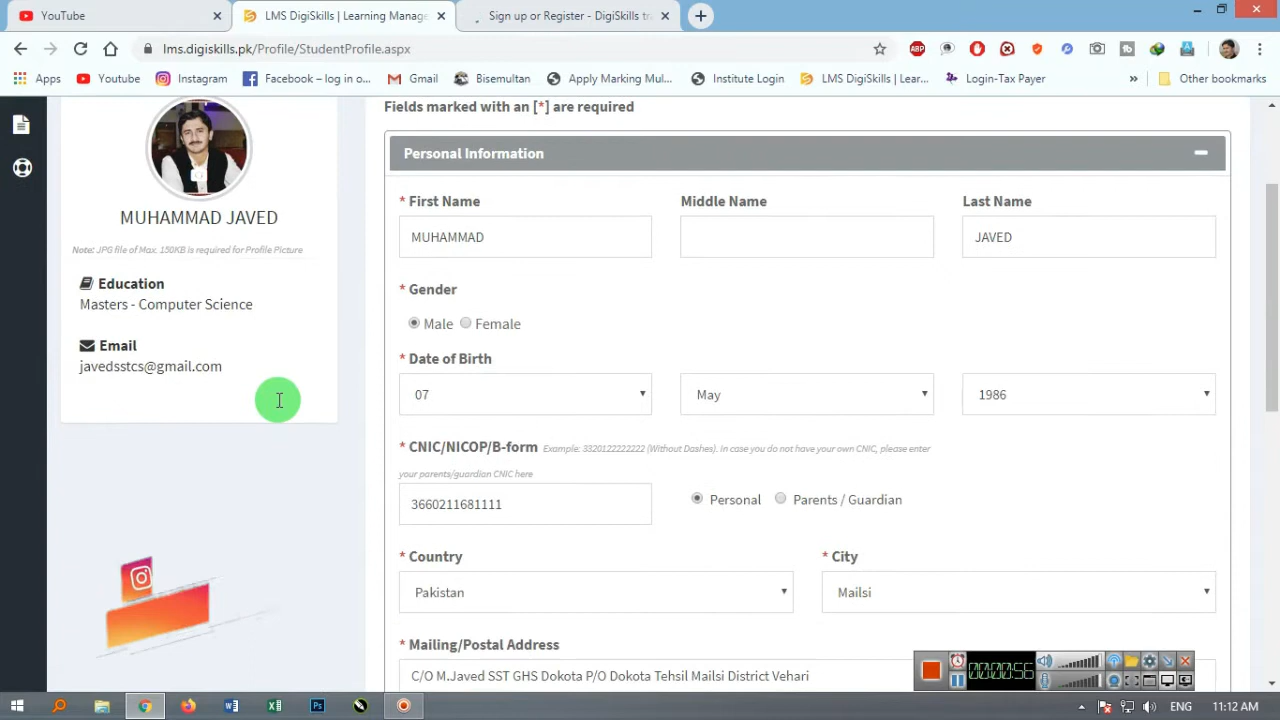 YouTube
LMS DigiSkills | Learning Manage
Sign up or Register - DigiSkills tr
lms.digiskills.pk/Profile/StudentProfile.aspx
Apps
Youtube
Instagram
Facebook – log in o...
Gmail
Bisemultan
Apply Marking Mul...
Institute Login
LMS DigiSkills | Lear...
Login-Tax Payer
»
Other bookmarks
Fields marked with an [*] are required
Personal Information
* First Name
Middle Name
Last Name
MUHAMMAD
JAVED
* Gender
Male
Female
* Date of Birth
07
May
1986
* CNIC/NICOP/B-form Example: 3320122222222 (Without Dashes). In case you do not have your own CNIC, please enter
your parents/guardian CNIC here
3660211681111
Personal
Parents / Guardian
* Country
* City
Pakistan
Mailsi
* Mailing/Postal Address
C/O M.Javed SST GHS Dokota P/O Dokota Tehsil Mailsi District Vehari
MUHAMMAD JAVED
Note: JPG file of Max. 150KB is required for Profile Picture
Education
Masters - Computer Science
Email
javedsstcs@gmail.com
00:00:56
ENG
11:12 AM